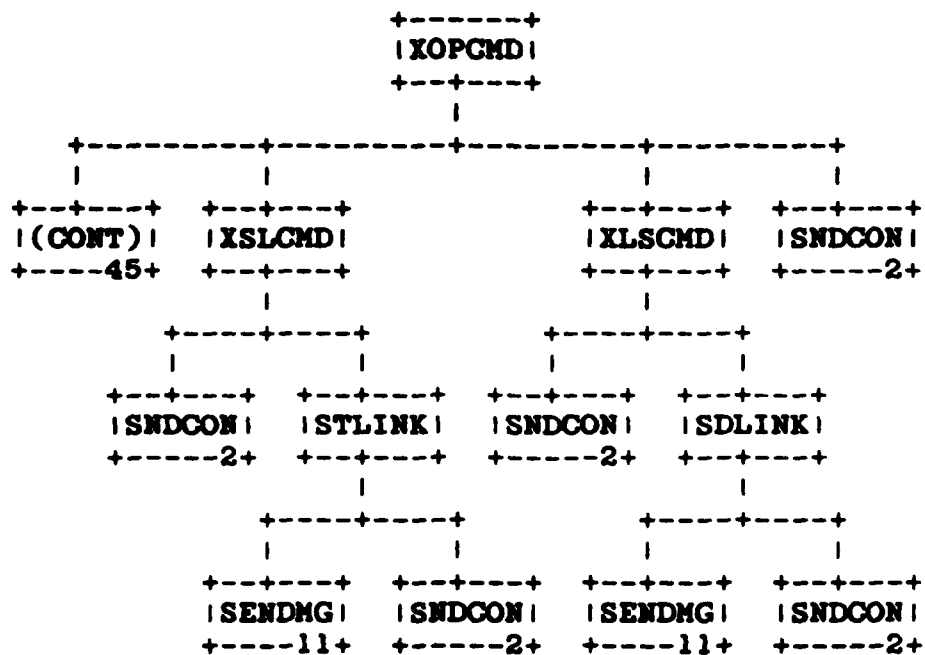 XOPCMD
(CONT) XSLCMD XLSCMD SNDCON
45 2
SNDCON STLINK SNDCON SDLINK
2 2
SENDMG SNDCON SENDMG SNDCON
11 2 11 2